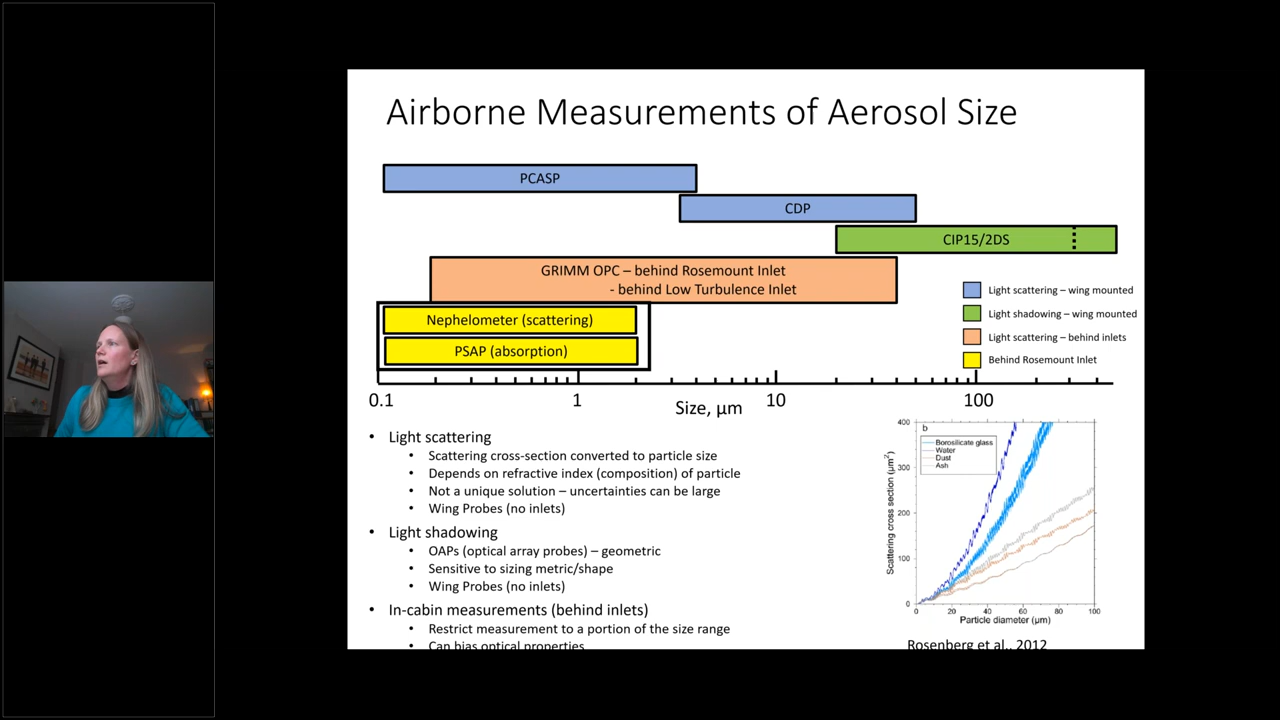 Airborne Measurements of Aerosol Size
PCASP
CDP
CIP15/2DS
GRIMM OPC – behind Rosemount Inlet
- behind Low Turbulence Inlet
Nephelometer (scattering)
PSAP (absorption)
Light scattering – wing mounted
Light shadowing – wing mounted
Light scattering – behind inlets
Behind Rosemount Inlet
0.1
1
10
100
Size, µm
• Light scattering
• Scattering cross-section converted to particle size
• Depends on refractive index (composition) of particle
• Not a unique solution – uncertainties can be large
• Wing Probes (no inlets)
• Light shadowing
• OAPs (optical array probes) – geometric
• Sensitive to sizing metric/shape
• Wing Probes (no inlets)
• In-cabin measurements (behind inlets)
• Restrict measurement to a portion of the size range
• Can bias optical properties
b
Borosilicate glass
Water
Dust
Ash
400
300
200
100
0
Scattering cross section (µm²)
0 20 40 60 80 100
Particle diameter (µm)
Rosenberg et al., 2012